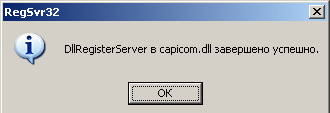 RegSvr32
DllRegisterServer в capicom.dll завершено успешно.
OK